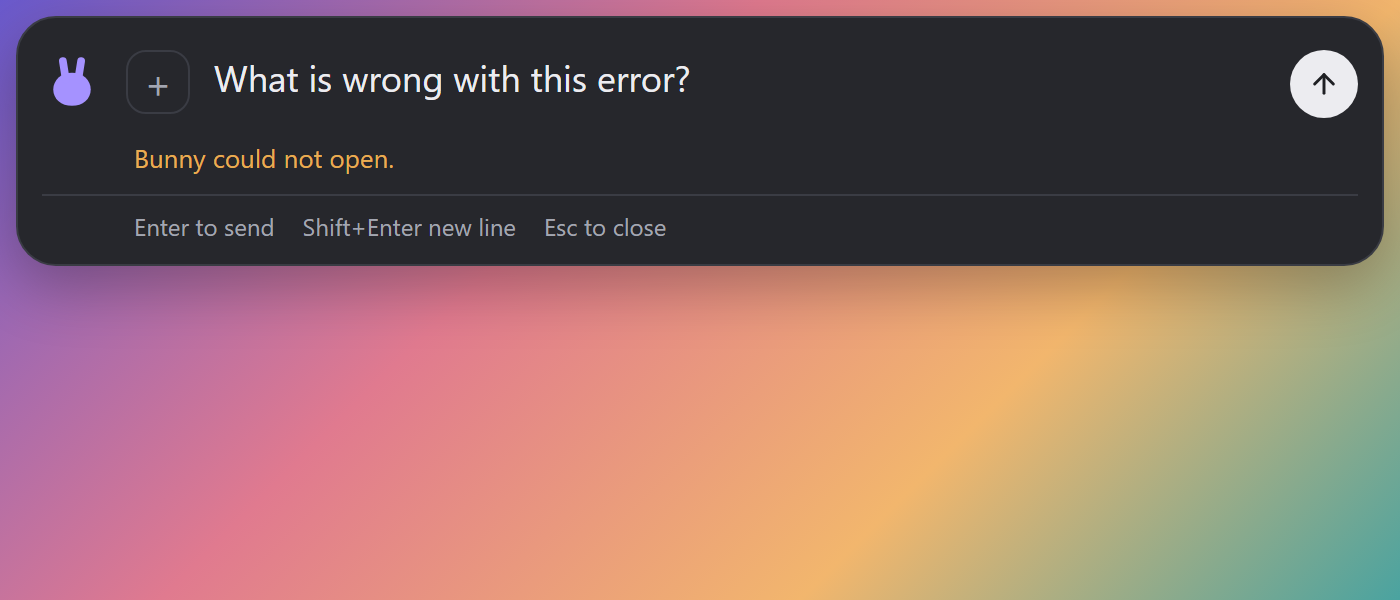 + What is wrong with this error?
Bunny could not open.
Enter to send Shift+Enter new line Esc to close